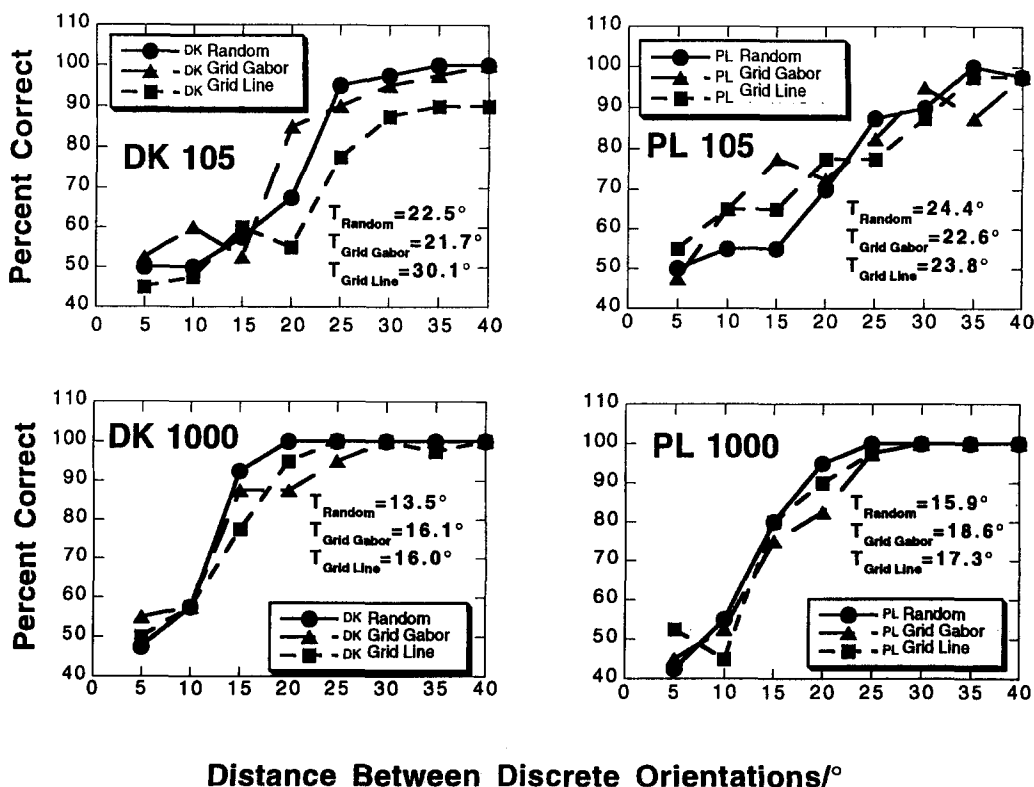 Percent Correct
110
100
90
80
70
60
50
40
0 5 10 15 20 25 30 35 40
DK Random
DK Grid Gabor
DK Grid Line
DK 105
T Random=22.5°
T Grid Gabor=21.7°
T Grid Line=30.1°
110
100
90
80
70
60
50
40
0 5 10 15 20 25 30 35 40
PL Random
PL Grid Gabor
PL Grid Line
PL 105
T Random=24.4°
T Grid Gabor=22.6°
T Grid Line=23.8°
Percent Correct
110
100
90
80
70
60
50
40
0 5 10 15 20 25 30 35 40
DK 1000
T Random=13.5°
T Grid Gabor=16.1°
T Grid Line=16.0°
DK Random
DK Grid Gabor
DK Grid Line
110
100
90
80
70
60
50
40
0 5 10 15 20 25 30 35 40
PL 1000
T Random=15.9°
T Grid Gabor=18.6°
T Grid Line=17.3°
PL Random
PL Grid Gabor
PL Grid Line
Distance Between Discrete Orientations/°